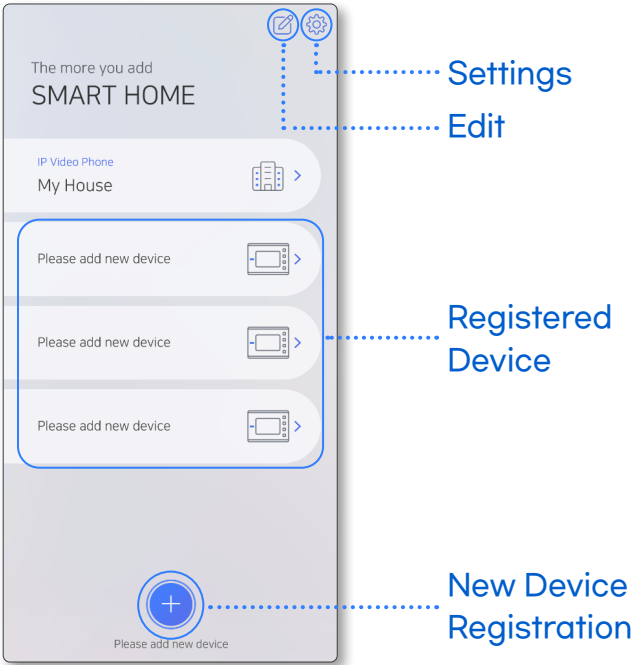 The more you add
SMART HOME
Settings
Edit
IP Video Phone
My House
Please add new device
Please add new device
Please add new device
Registered
Device
New Device
Registration
Please add new device